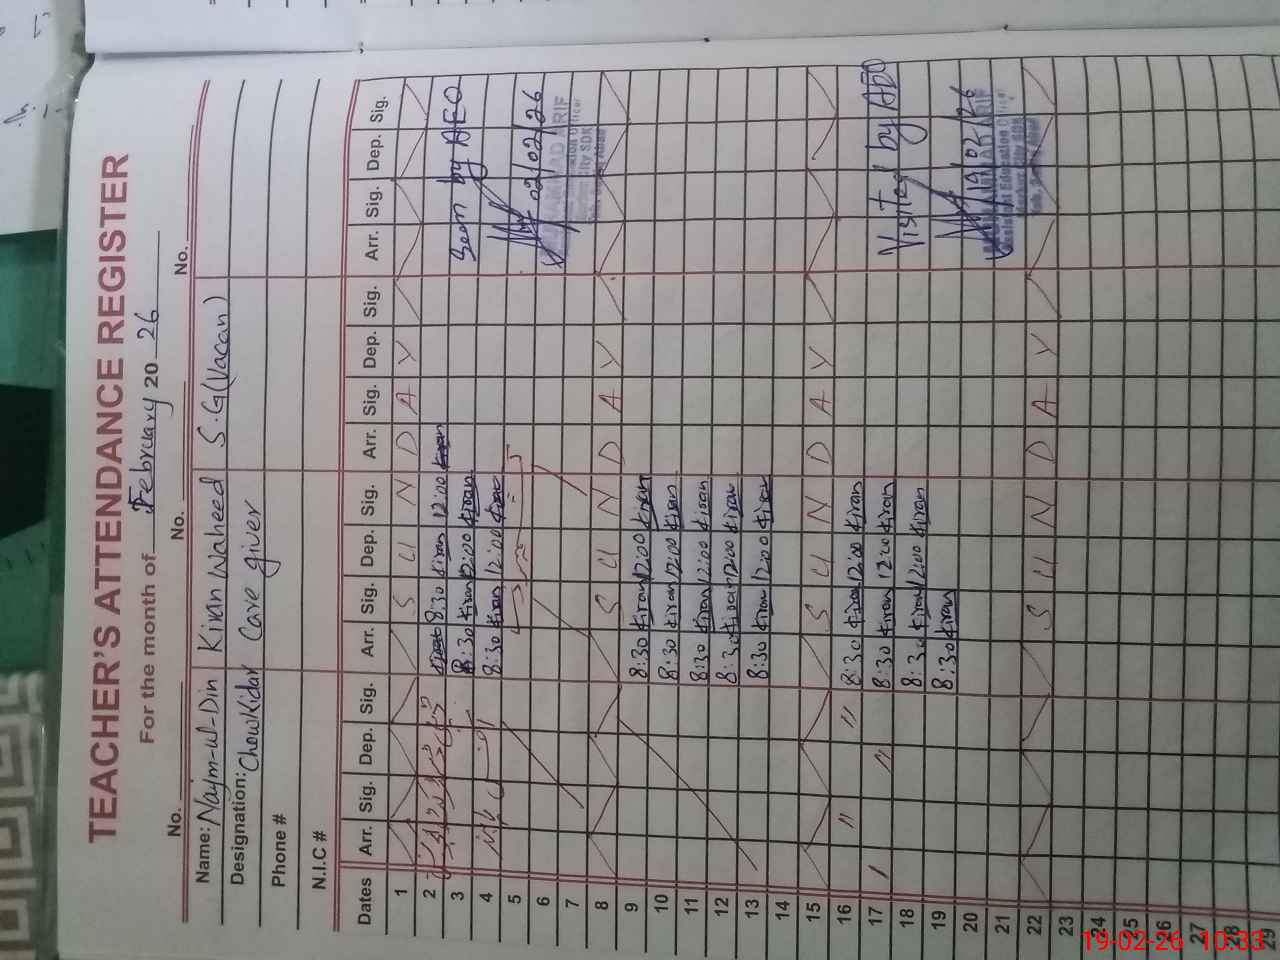 TEACHER'S ATTENDANCE REGISTER
For the month of February 20 26
No. No. No.
Name: Najm-ul-Din Kiran Naheed S.G(Vacan)
Designation: Chowkidar Care giver
Phone #
N.I.C #
Dates Arr. Sig. Dep. Sig. Arr. Sig. Dep. Sig. Arr. Sig. Dep. Sig. Arr. Sig. Dep. Sig.
1 S U N D A Y
2 8:30 Kiran 12:00 Kiran
3 8:30 Kiran 12:00 Kiran Seen by AEO
4 8:30 Kiran 12:00 Kiran
5 02/02/26
6
7
8 S U N D A Y
9 8:30 Kiran 12:00 Kiran
10 8:30 Kiran 12:00 Kiran
11 8:30 Kiran 12:00 Kiran
12 8:30 Kiran 12:00 Kiran
13 8:30 Kiran 12:00 Kiran
14
15 S U N D A Y
16 〃 〃 8:30 Kiran 12:00 Kiran
17 〃 8:30 Kiran 12:00 Kiran
18 8:30 Kiran 12:00 Kiran Visited by AEO
19 8:30 Kiran
20 19/02/26
21 Assistant Education Officer
22 S U N D A Y
23
24
25
26
27
28
29
19-02-26 10:33